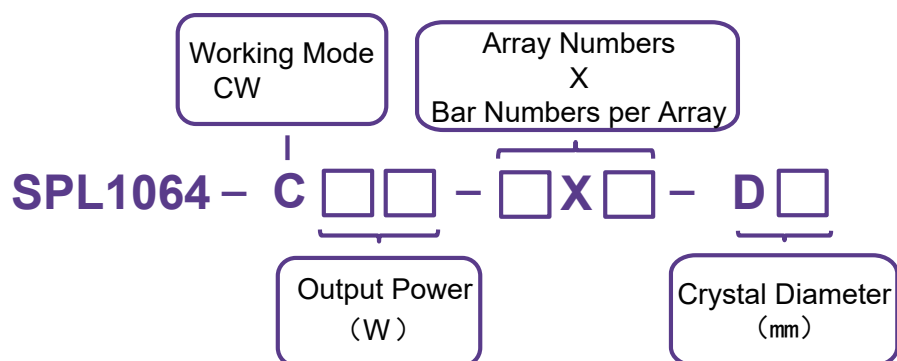 Working Mode
CW
Array Numbers
X
Bar Numbers per Array
SPL1064 – C□□ – □X□ – D□
Output Power
（W）
Crystal Diameter
（㎜）